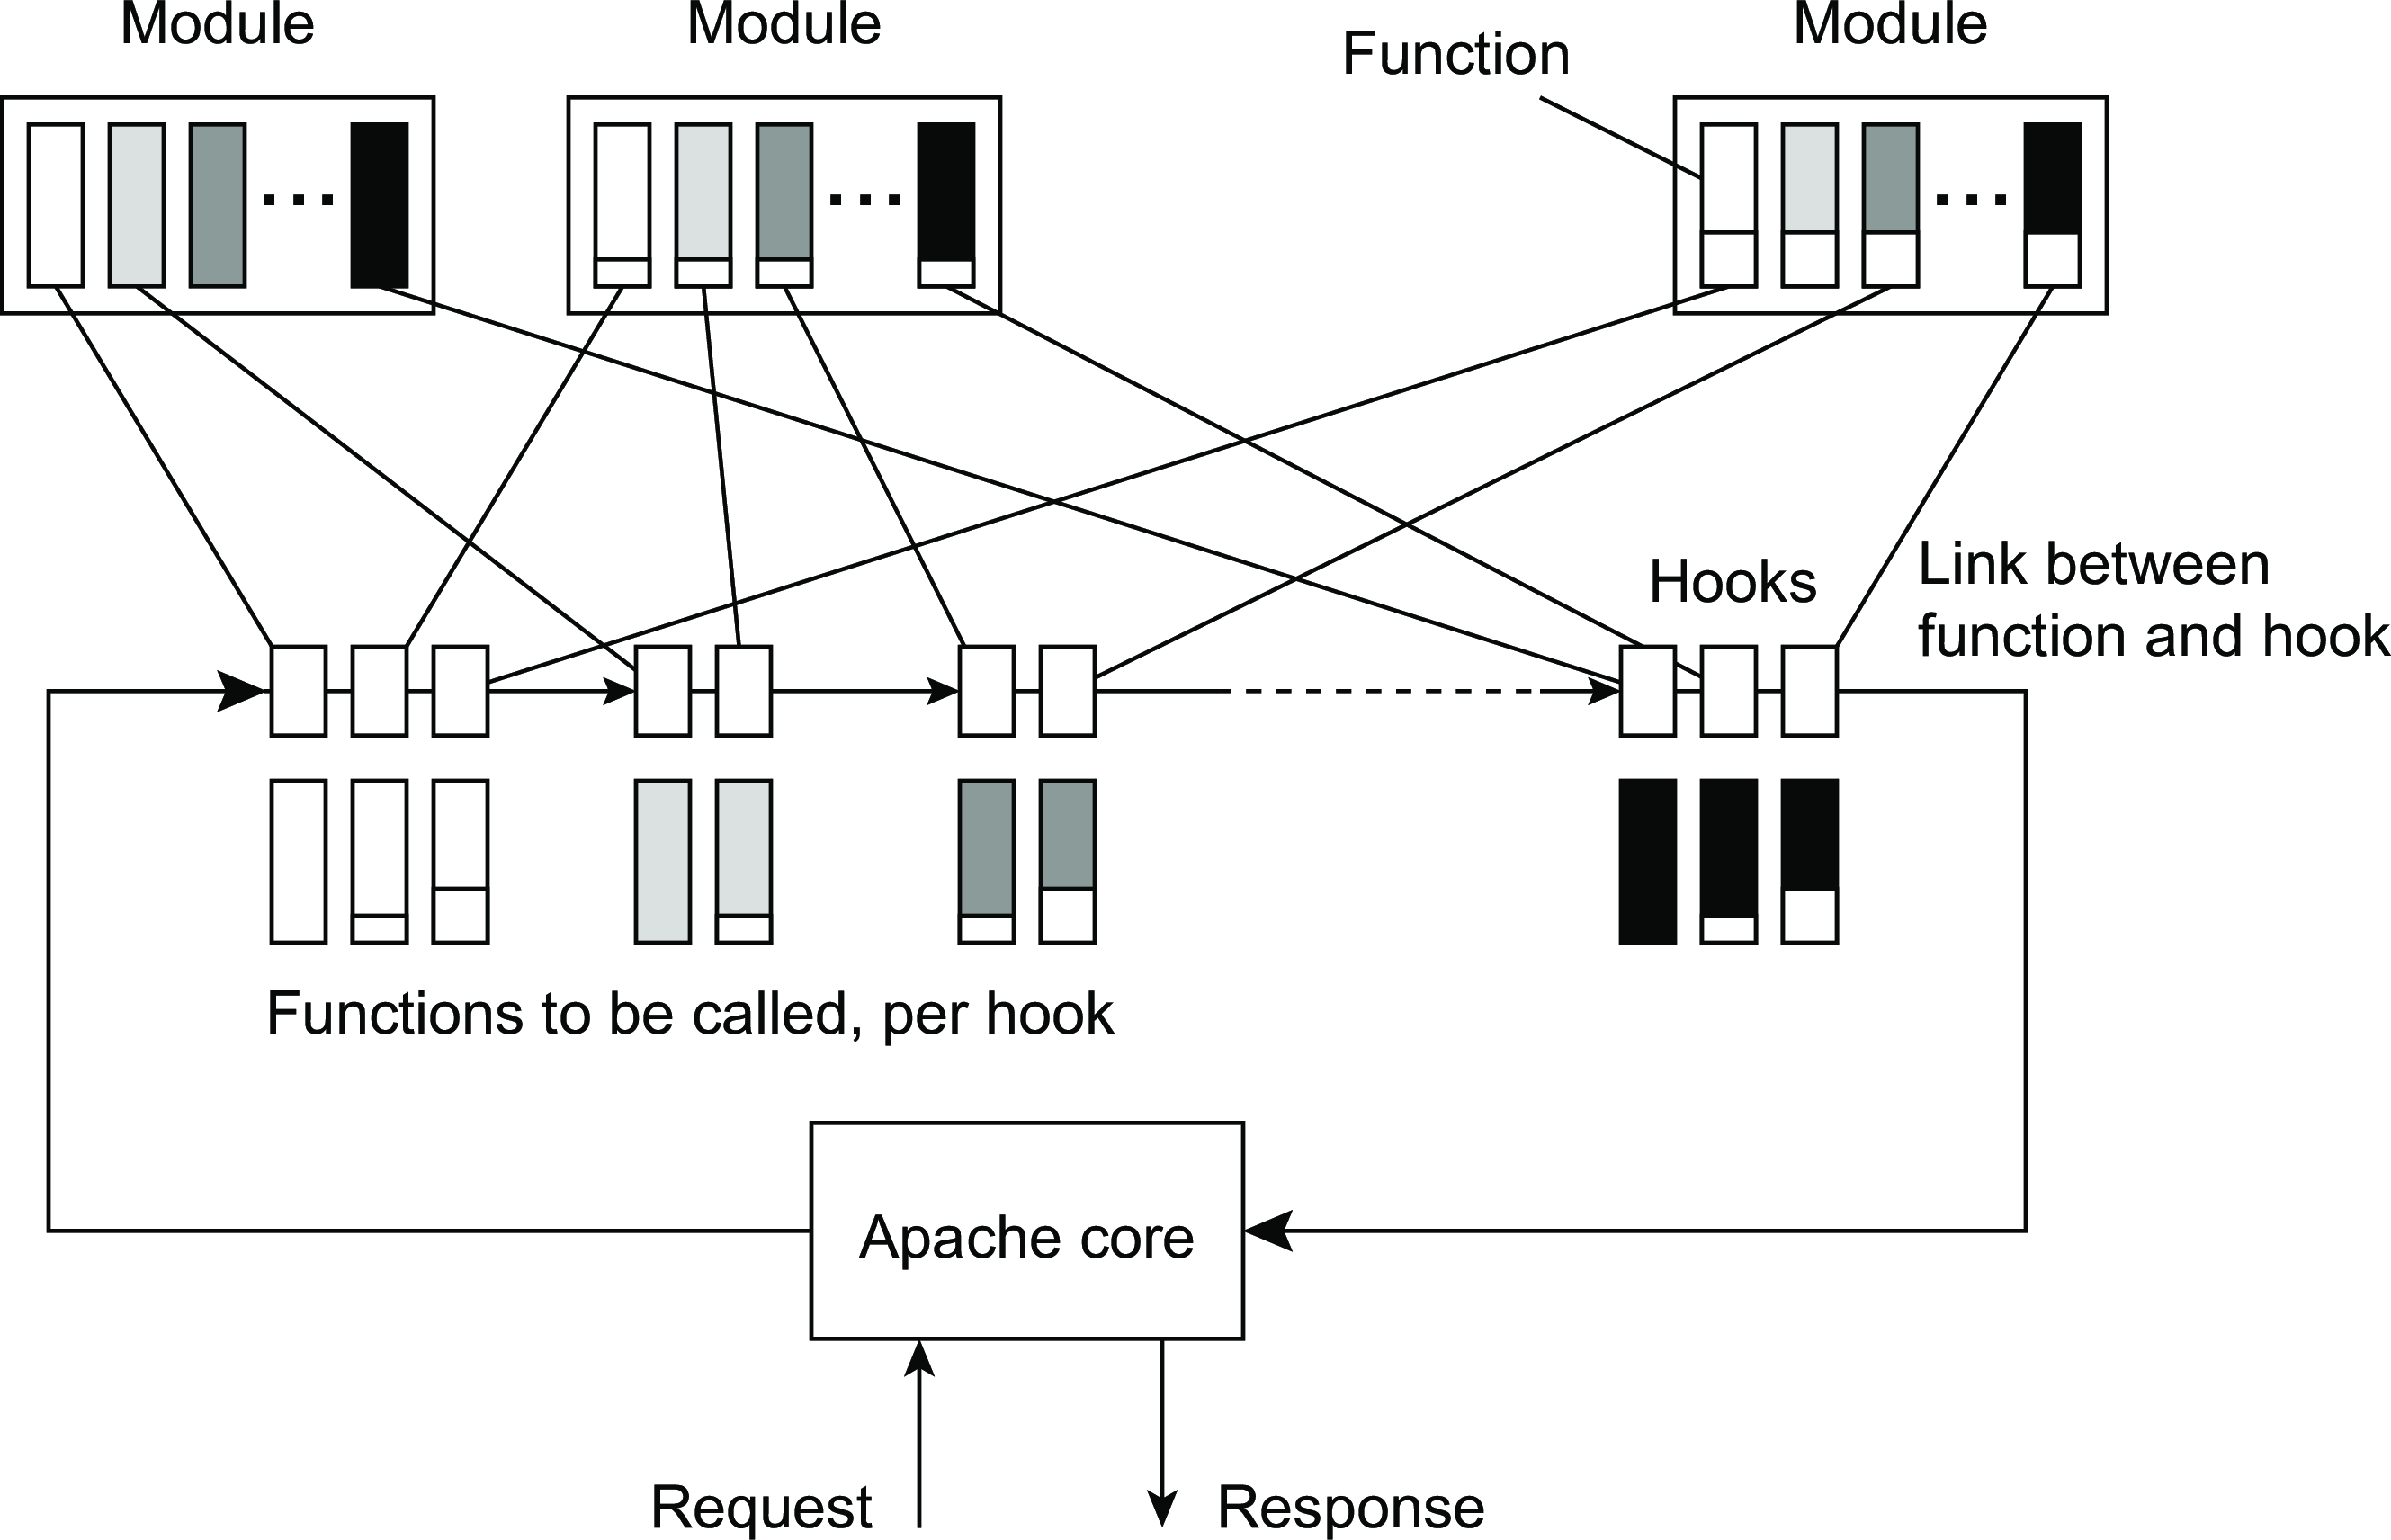 Module
Module
Function
Module
Hooks
Link between
function and hook
Functions to be called, per hook
Apache core
Request
Response